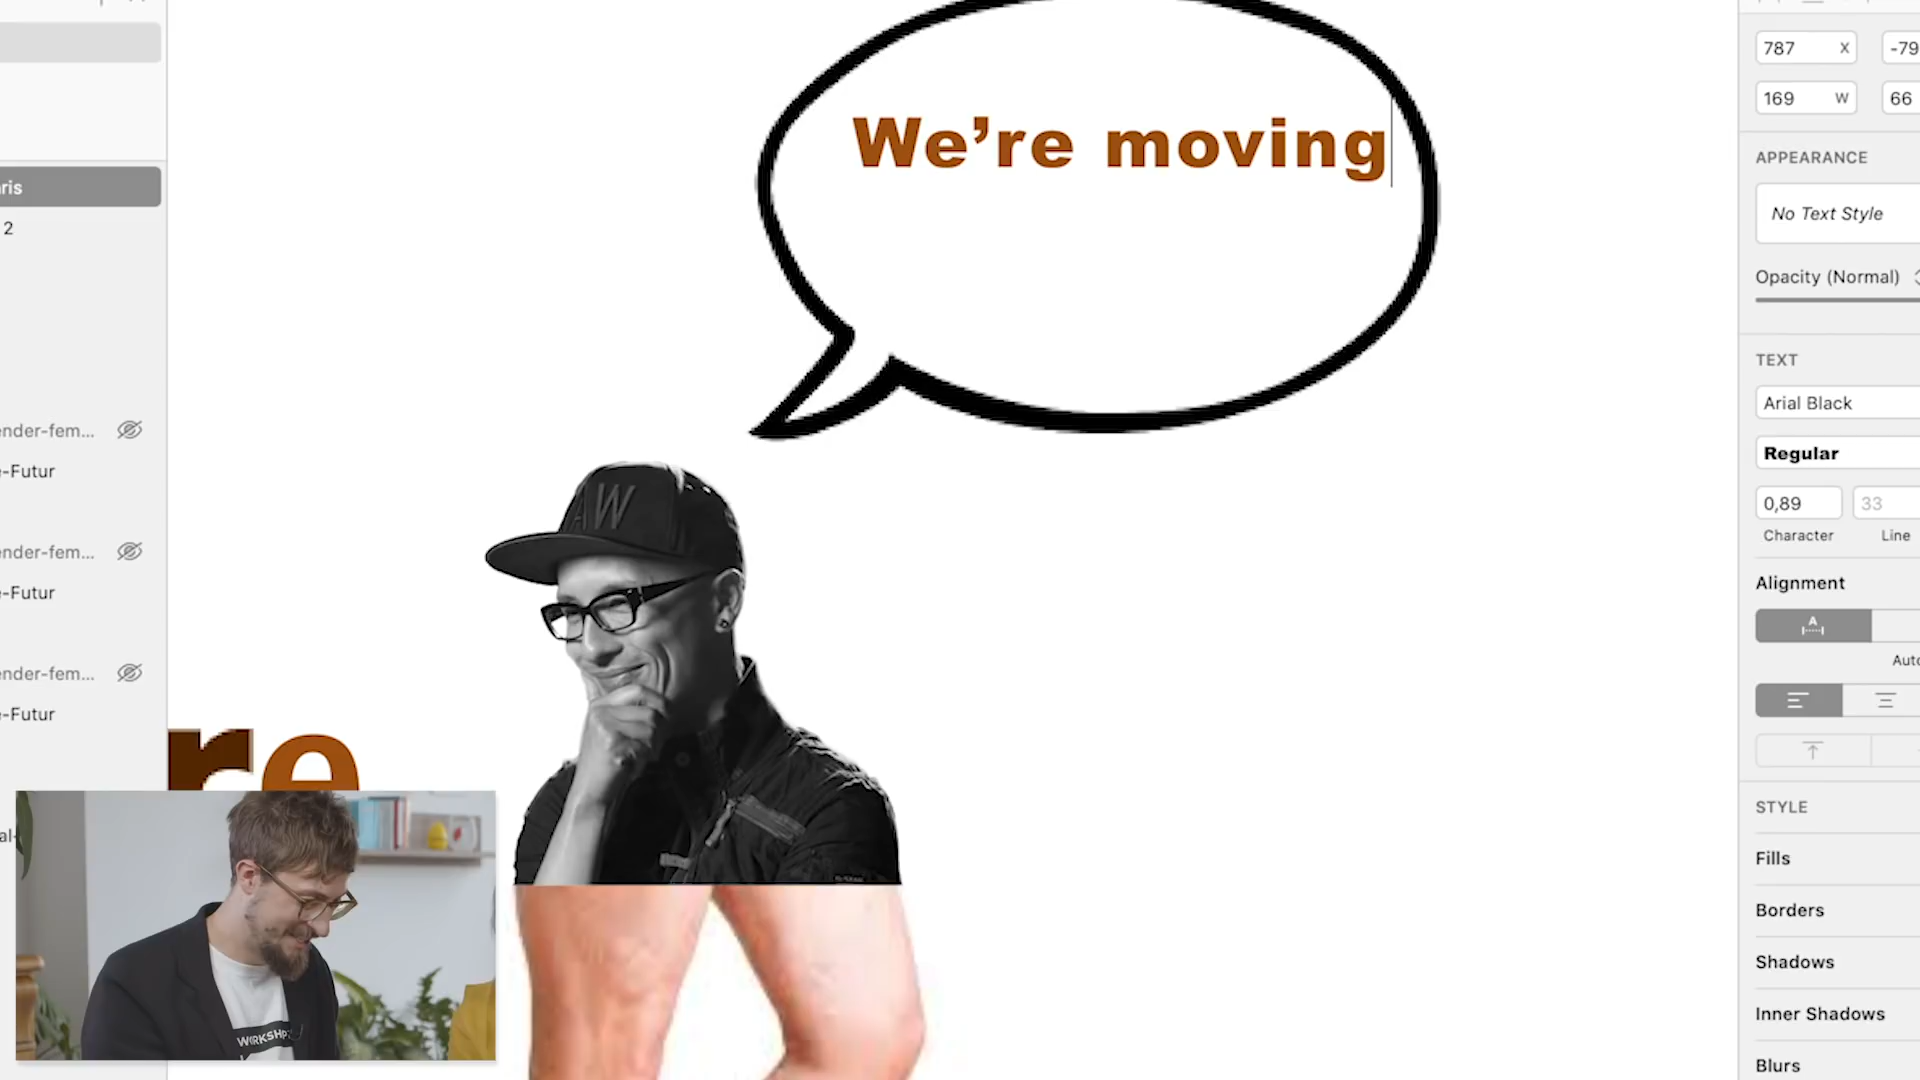 787 X
-79
169 W
66
APPEARANCE
No Text Style
Opacity (Normal)
TEXT
Arial Black
Regular
0,89
33
Character
Line
Alignment
A
Auto
STYLE
Fills
Borders
Shadows
Inner Shadows
Blurs
We’re moving
AW
ris
2
ender-fem...
-Futur
ender-fem...
-Futur
ender-fem...
-Futur
al-
re